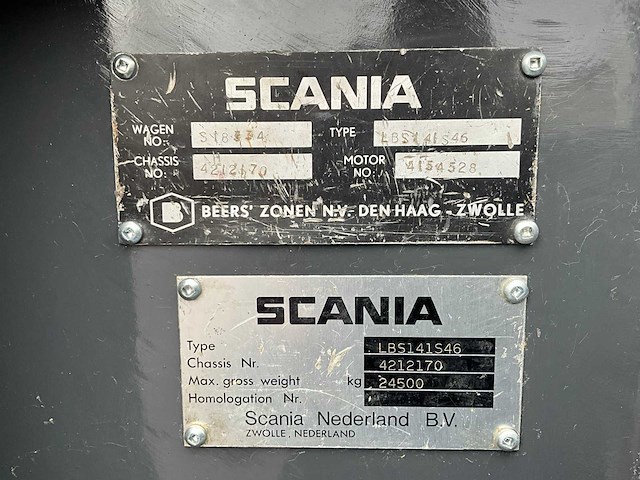 SCANIA
WAGEN NO: TYPE LBS141S46
CHASSIS NO: 4212170 MOTOR NO. 4154528
B BEERS' ZONEN N.V. - DEN HAAG - ZWOLLE
SCANIA
Type LBS141S46
Chassis Nr. 4212170
Max. gross weight kg 24500
Homologation Nr.
Scania Nederland B.V.
ZWOLLE, NEDERLAND